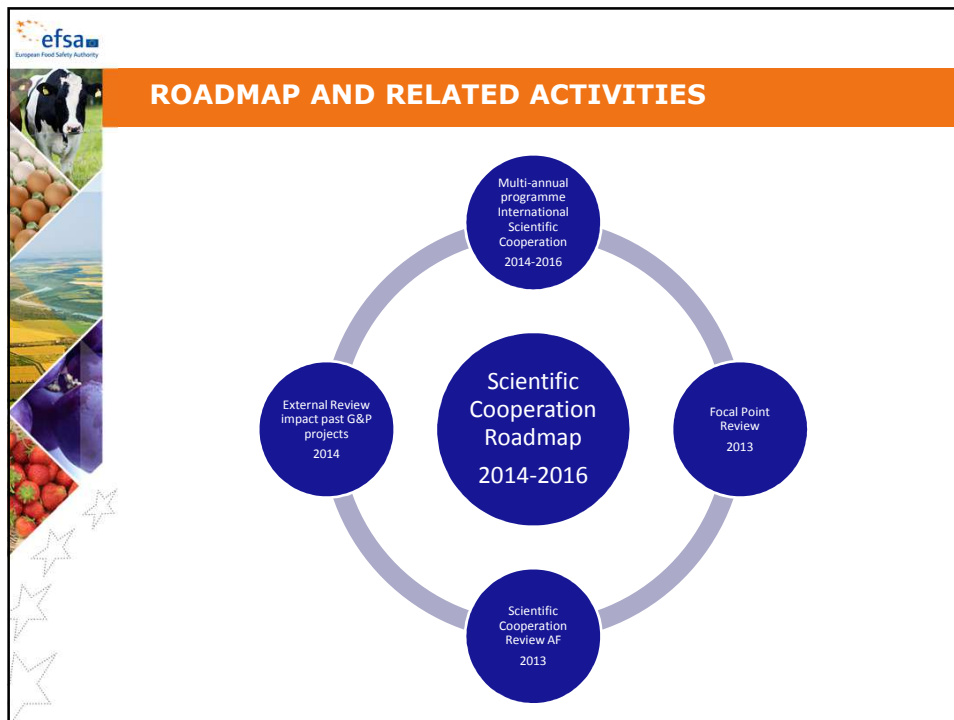 efsa
European Food Safety Authority
ROADMAP AND RELATED ACTIVITIES
Multi-annual
programme
International
Scientific
Cooperation
2014-2016
External Review
impact past G&P
projects
2014
Scientific
Cooperation
Roadmap
2014-2016
Focal Point
Review
2013
Scientific
Cooperation
Review AF
2013